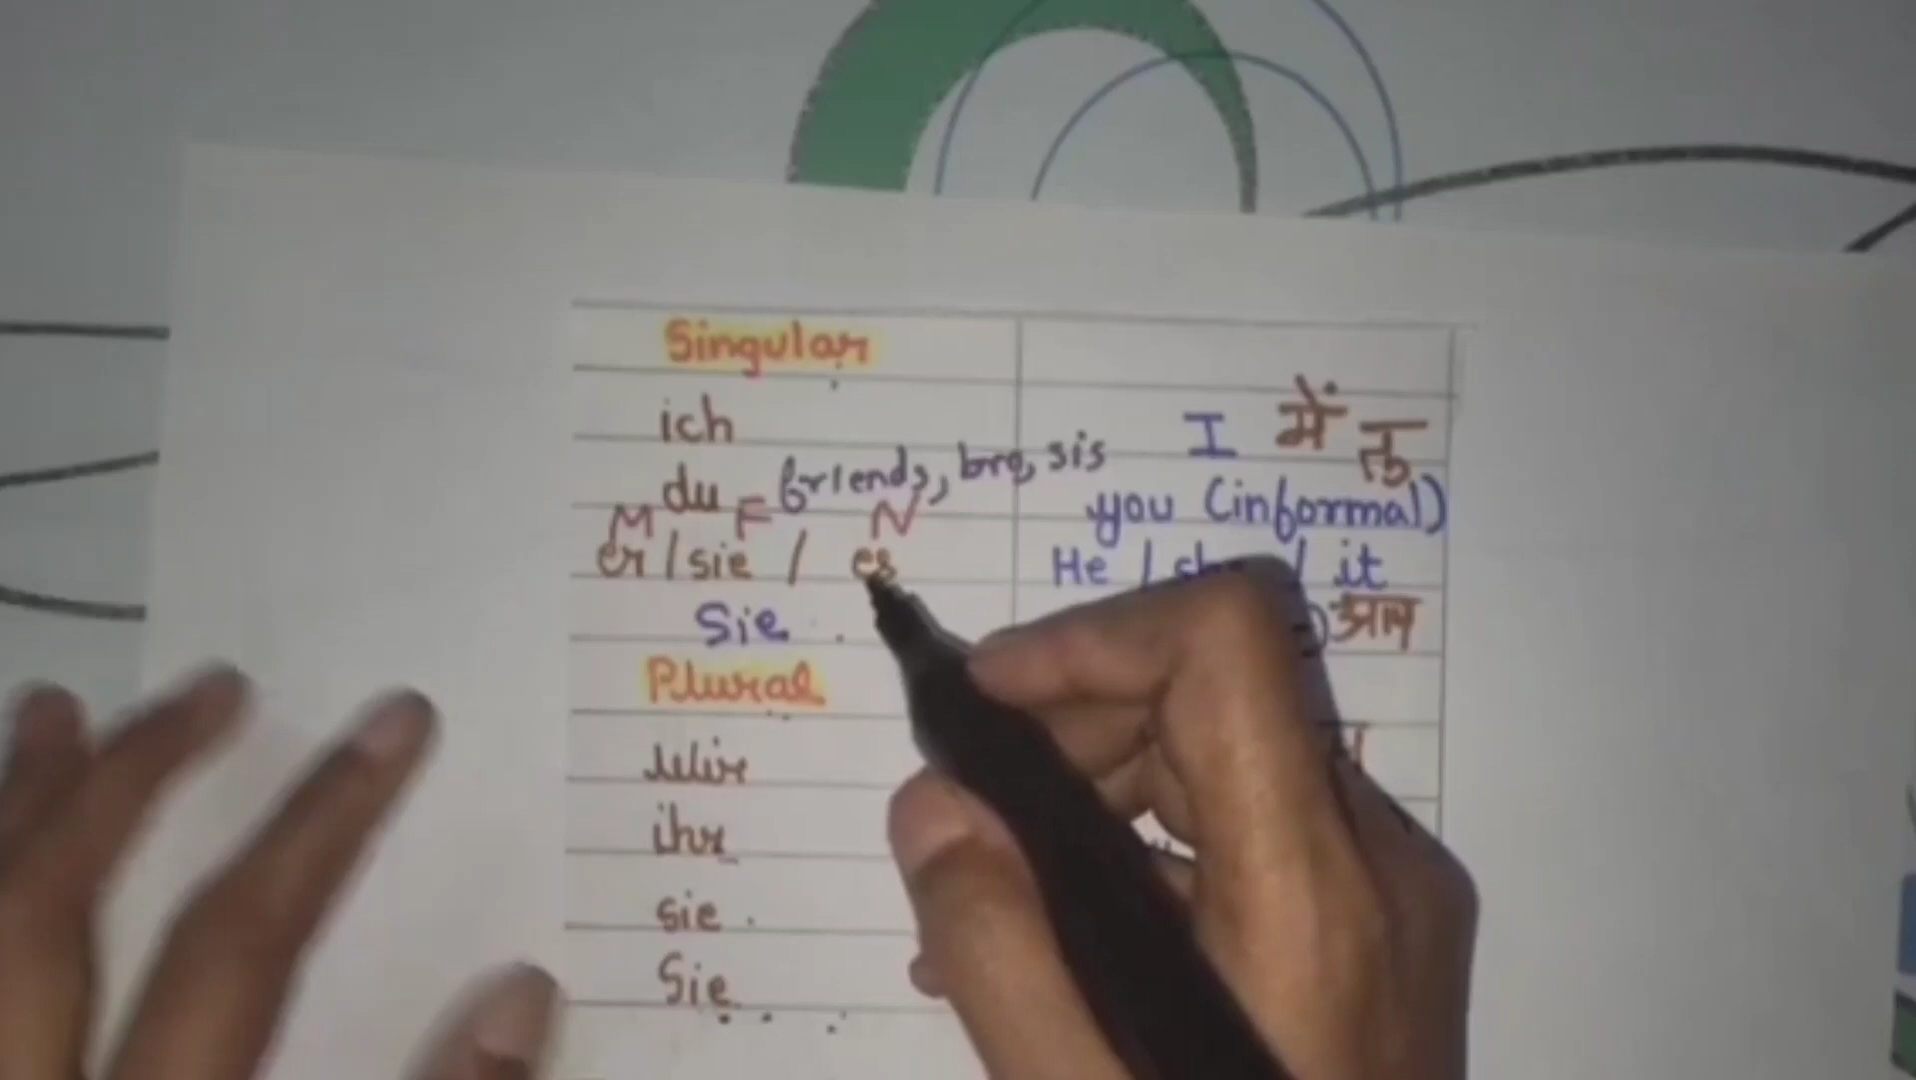 Singular
ich I में तू
du friends, bro, sis you (informal)
M F N
er / sie / es He / she / it
Sie आप
Plural
wir
ihr
sie
Sie